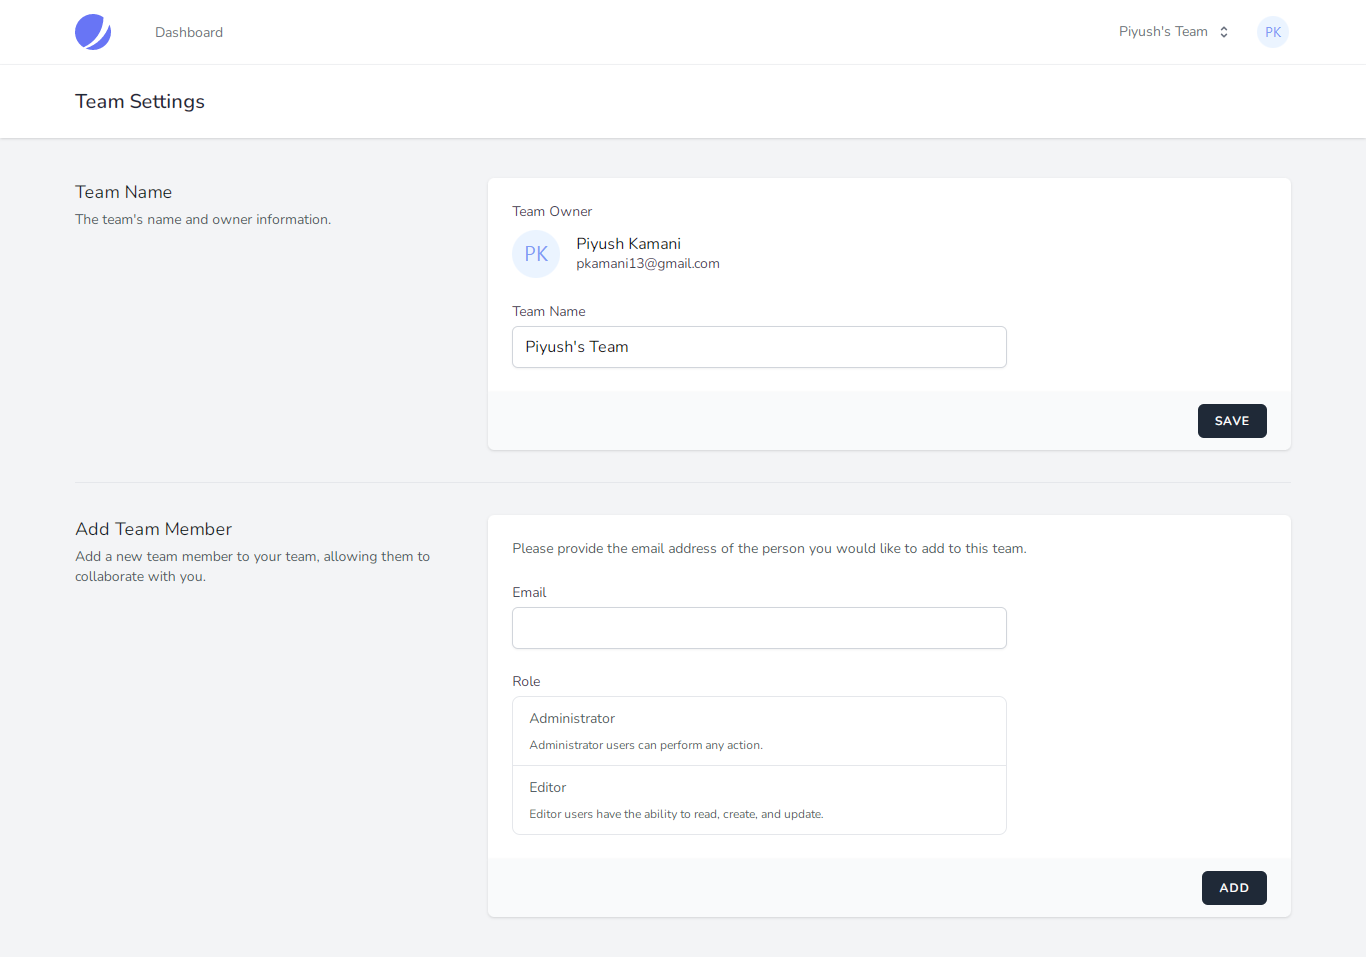 Dashboard
Piyush's Team
PK
Team Settings
Team Name
The team's name and owner information.
Team Owner
PK
Piyush Kamani
pkamani13@gmail.com
Team Name
Piyush's Team
SAVE
Add Team Member
Add a new team member to your team, allowing them to
collaborate with you.
Please provide the email address of the person you would like to add to this team.
Email
Role
Administrator
Administrator users can perform any action.
Editor
Editor users have the ability to read, create, and update.
ADD